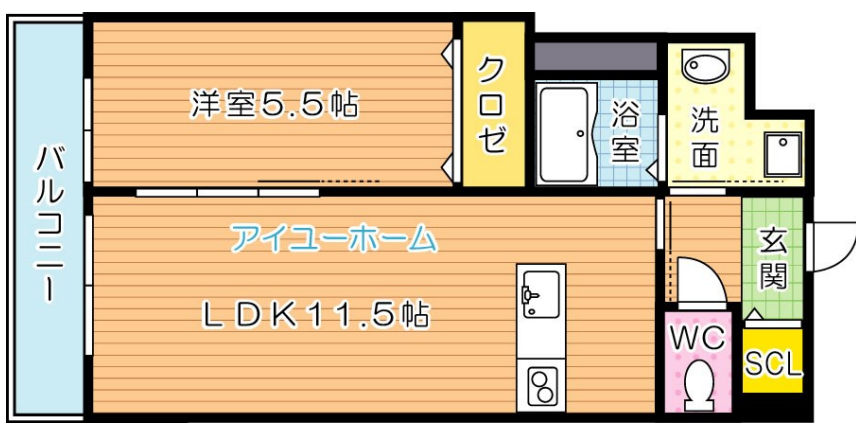 洋室5.5帖
クロゼ
浴室
洗面
バルコニー
アイユーホーム
LDK11.5帖
玄関
WC
SCL